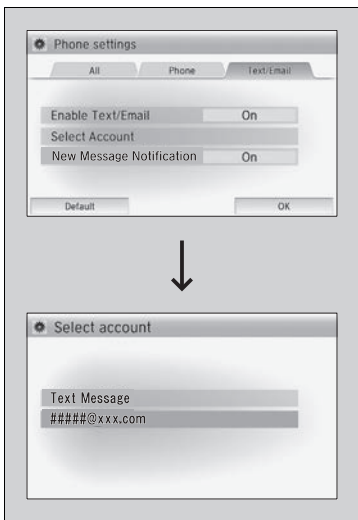 Phone settings
All Phone Text/Email
Enable Text/Email On
Select Account
New Message Notification On
Default OK
Select account
Text Message
#####@xxx.com